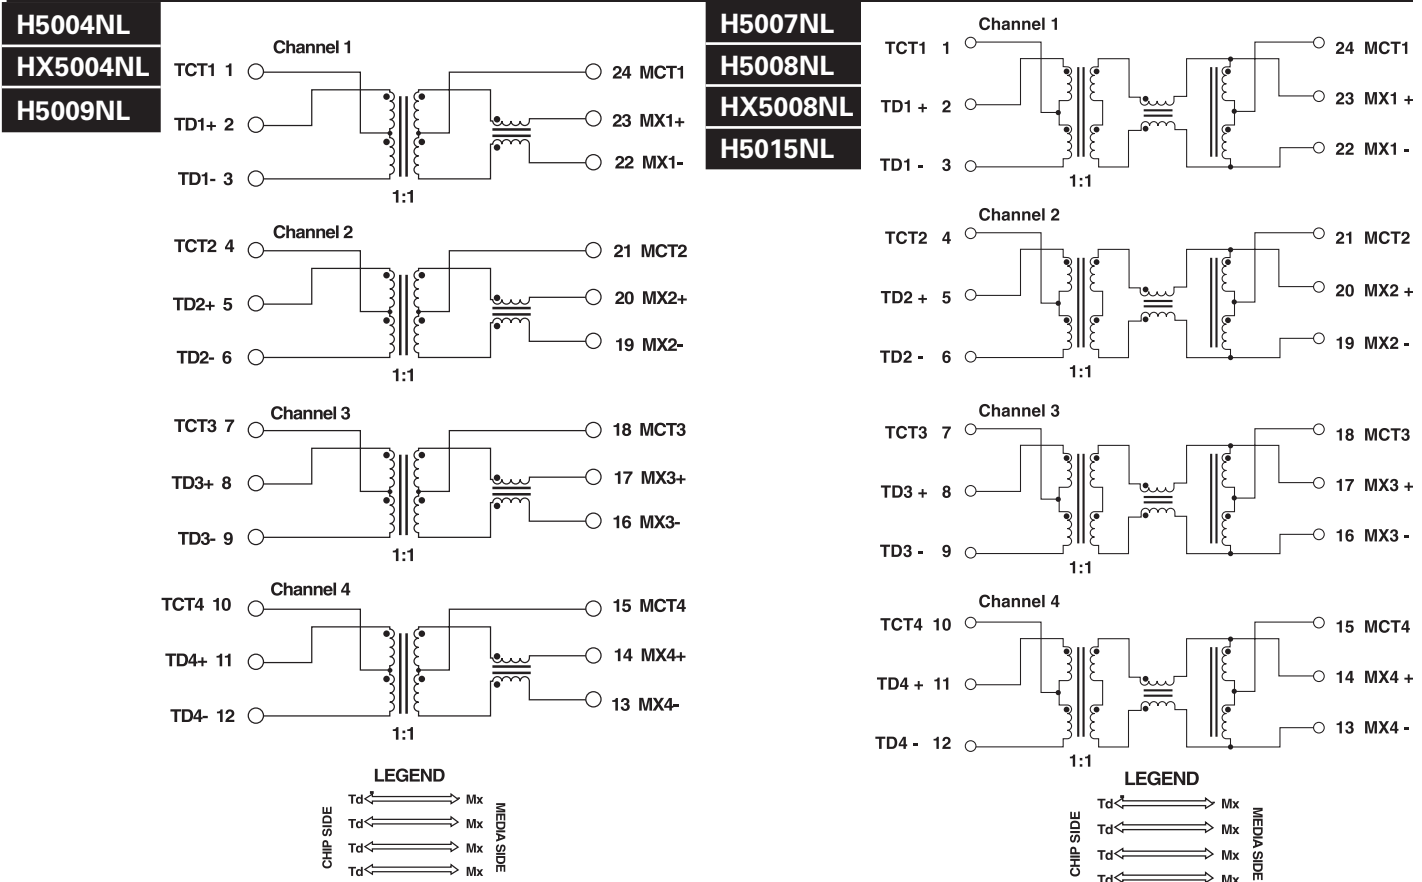 H5004NL
HX5004NL
H5009NL
Channel 1
TCT1 1
24 MCT1
TD1+ 2
23 MX1+
22 MX1-
TD1- 3
1:1
Channel 2
TCT2 4
21 MCT2
TD2+ 5
20 MX2+
19 MX2-
TD2- 6
1:1
Channel 3
TCT3 7
18 MCT3
TD3+ 8
17 MX3+
16 MX3-
TD3- 9
1:1
Channel 4
TCT4 10
15 MCT4
TD4+ 11
14 MX4+
13 MX4-
TD4- 12
1:1
LEGEND
CHIP SIDE
Td Mx
Td Mx
Td Mx
Td Mx
MEDIA SIDE
H5007NL
H5008NL
HX5008NL
H5015NL
Channel 1
TCT1 1
24 MCT1
TD1 + 2
23 MX1 +
22 MX1 -
TD1 - 3
1:1
Channel 2
TCT2 4
21 MCT2
TD2 + 5
20 MX2 +
19 MX2 -
TD2 - 6
1:1
Channel 3
TCT3 7
18 MCT3
TD3 + 8
17 MX3 +
16 MX3 -
TD3 - 9
1:1
Channel 4
TCT4 10
15 MCT4
TD4 + 11
14 MX4 +
13 MX4 -
TD4 - 12
1:1
LEGEND
CHIP SIDE
Td Mx
Td Mx
Td Mx
Td Mx
MEDIA SIDE